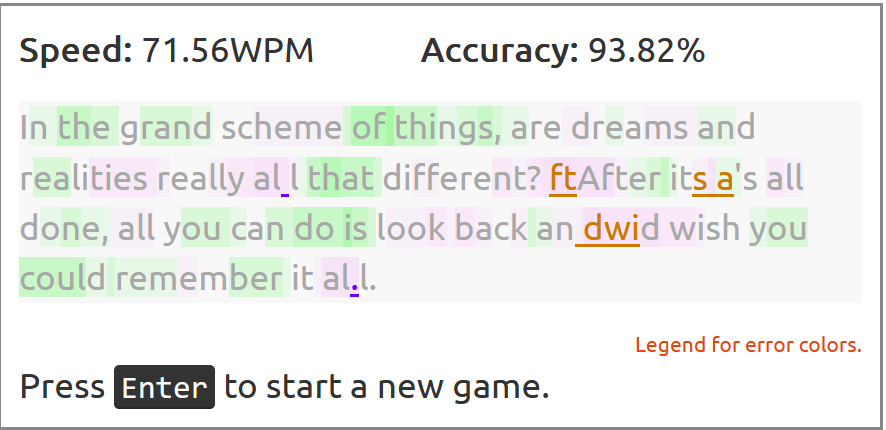 Speed: 71.56WPM Accuracy: 93.82%
In the grand scheme of things, are dreams and
realities really al l that different? ftAfter its a's all
done, all you can do is look back an dwid wish you
could remember it al.l.
Legend for error colors.
Press Enter to start a new game.